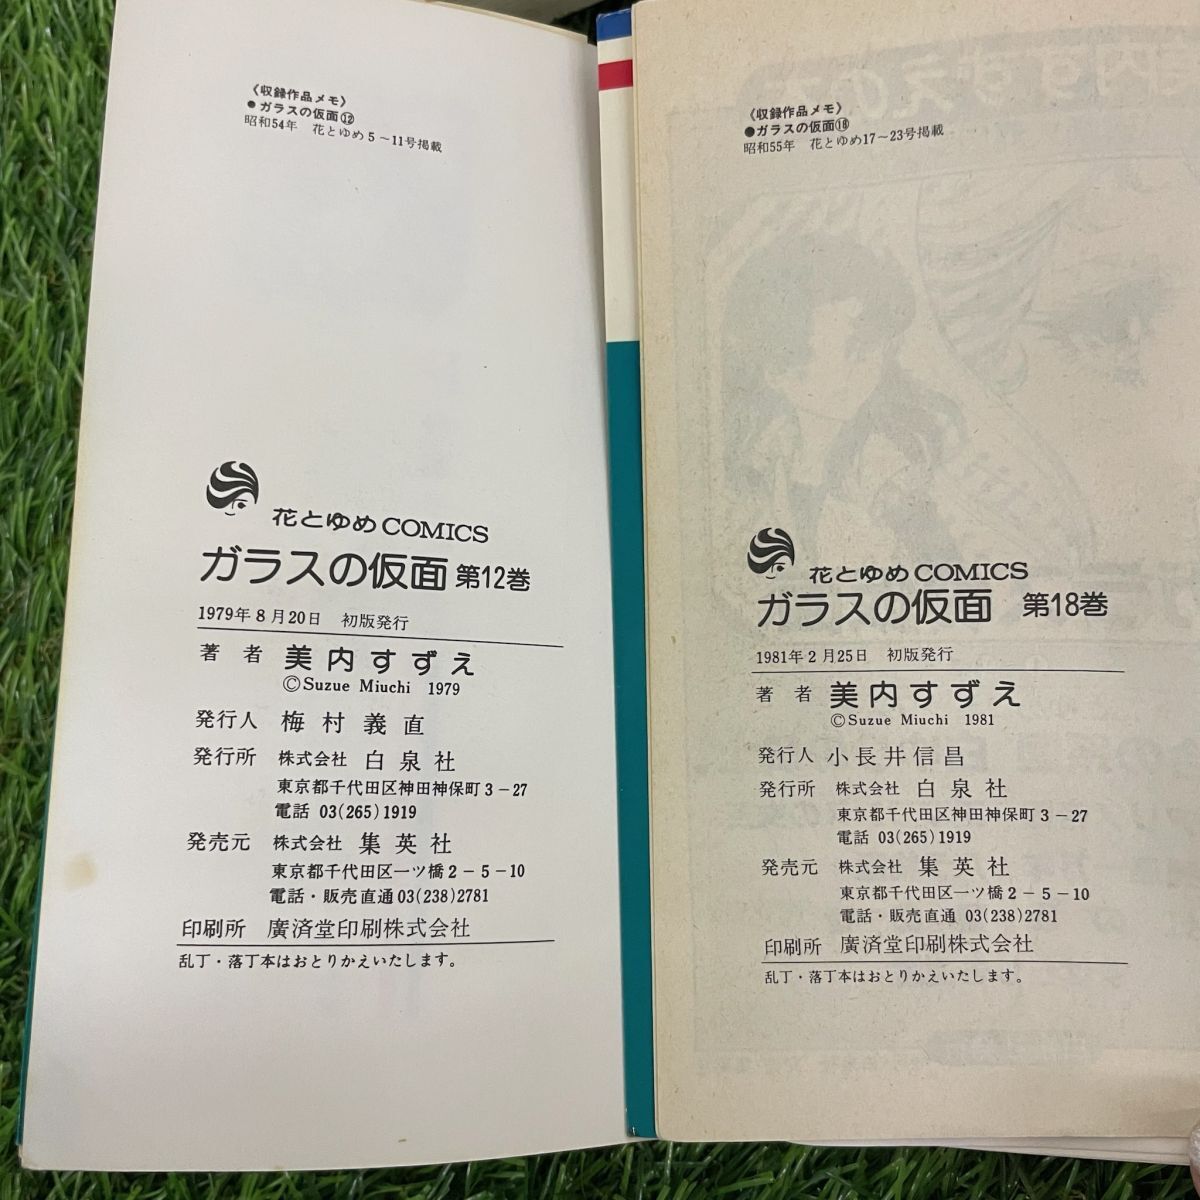 《収録作品メモ》
●ガラスの仮面⑫
昭和54年 花とゆめ5～11号掲載
花とゆめCOMICS
ガラスの仮面 第12巻
1979年8月20日 初版発行
著者 美内すずえ
©Suzue Miuchi 1979
発行人 梅村義直
発行所 株式会社 白泉社
東京都千代田区神田神保町3-27
電話 03(265)1919
発売元 株式会社 集英社
東京都千代田区一ツ橋2-5-10
電話・販売直通03(238)2781
印刷所 廣済堂印刷株式会社
乱丁・落丁本はおとりかえいたします。
《収録作品メモ》
●ガラスの仮面⑱
昭和55年 花とゆめ17～23号掲載
花とゆめCOMICS
ガラスの仮面 第18巻
1981年2月25日 初版発行
著者 美内すずえ
©Suzue Miuchi 1981
発行人 小長井信昌
発行所 株式会社 白泉社
東京都千代田区神田神保町3-27
電話 03(265)1919
発売元 株式会社 集英社
東京都千代田区一ツ橋2-5-10
電話・販売直通 03(238)2781
印刷所 廣済堂印刷株式会社
乱丁・落丁本はおとりかえいたします。